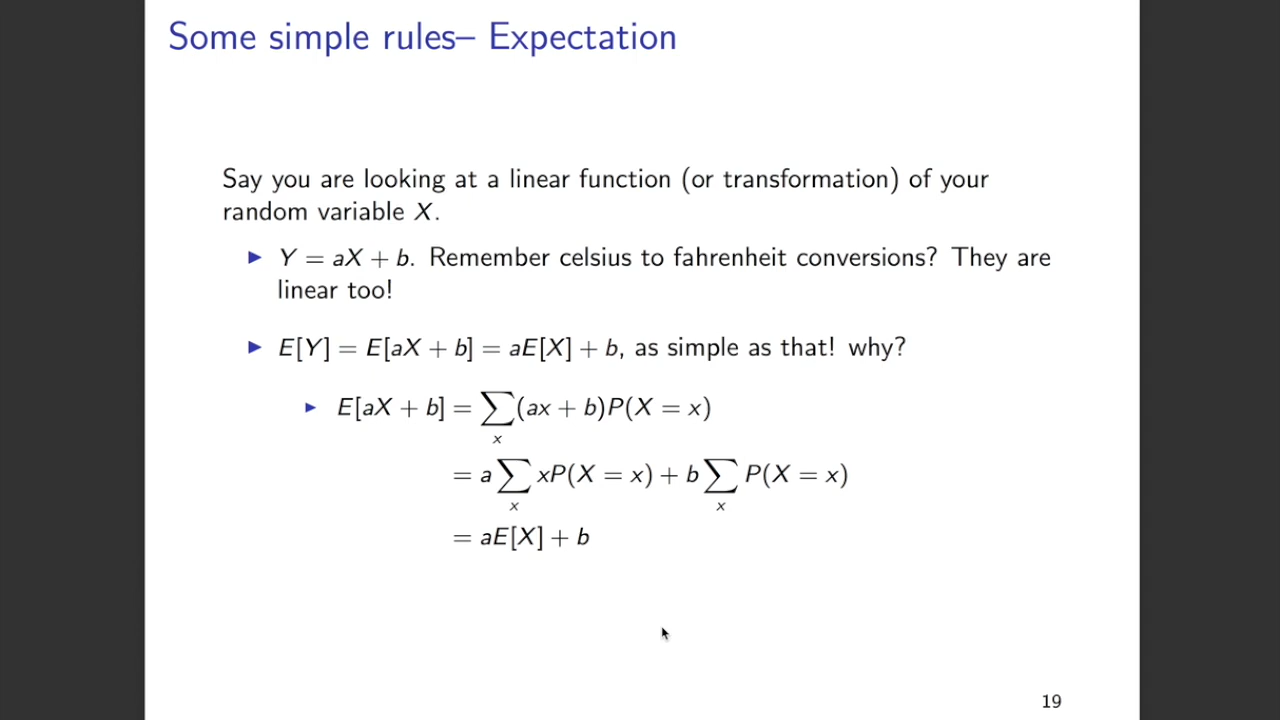 Some simple rules– Expectation
Say you are looking at a linear function (or transformation) of your
random variable X.
▶ Y = aX + b. Remember celsius to fahrenheit conversions? They are
linear too!
▶ E[Y] = E[aX + b] = aE[X] + b, as simple as that! why?
▶ E[aX + b] = ∑(ax + b)P(X = x)
x
= a∑ xP(X = x) + b∑ P(X = x)
x x
= aE[X] + b
19